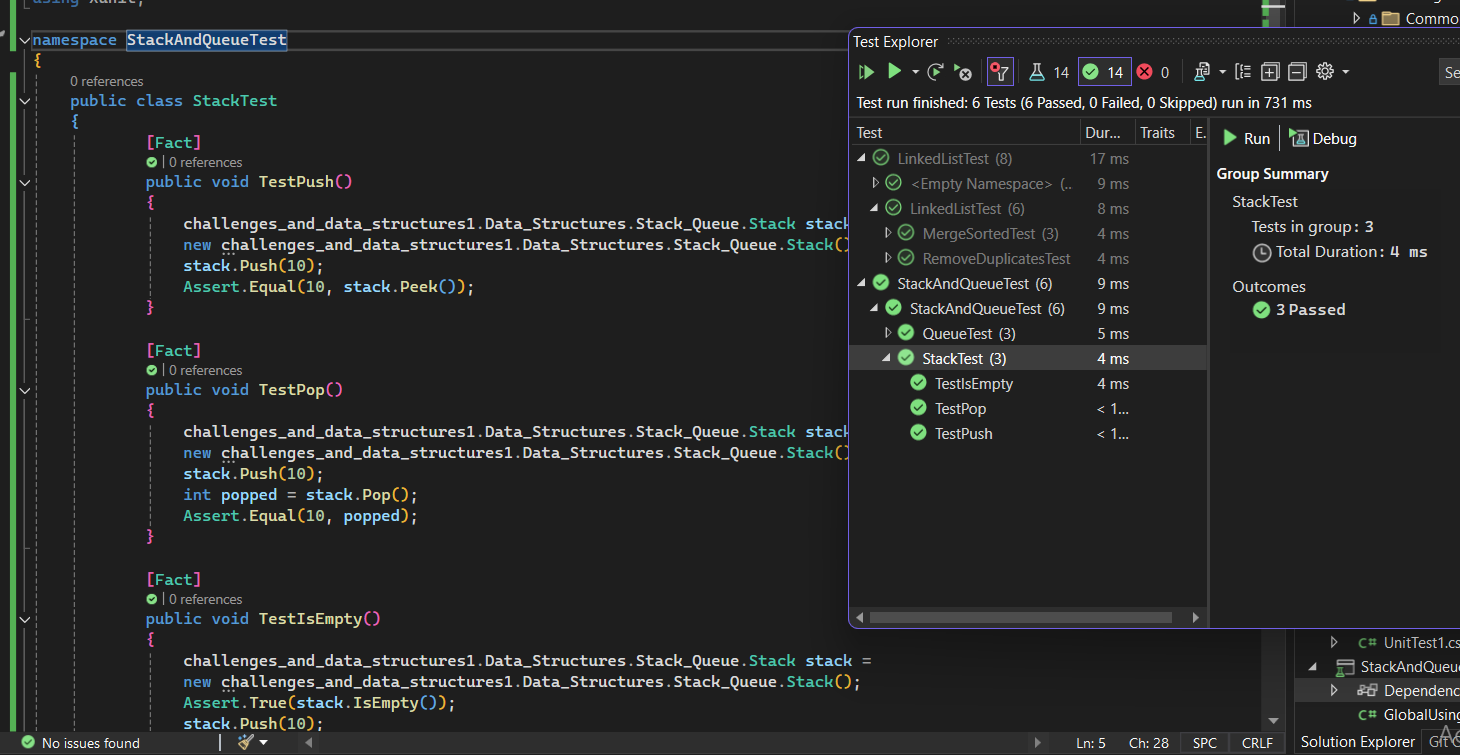 using Xunit;
namespace StackAndQueueTest
{
0 references
public class StackTest
{
[Fact]
0 references
public void TestPush()
{
challenges_and_data_structures1.Data_Structures.Stack_Queue.Stack stack
new challenges_and_data_structures1.Data_Structures.Stack_Queue.Stack()
stack.Push(10);
Assert.Equal(10, stack.Peek());
}
[Fact]
0 references
public void TestPop()
{
challenges_and_data_structures1.Data_Structures.Stack_Queue.Stack stack
new challenges_and_data_structures1.Data_Structures.Stack_Queue.Stack()
stack.Push(10);
int popped = stack.Pop();
Assert.Equal(10, popped);
}
[Fact]
0 references
public void TestIsEmpty()
{
challenges_and_data_structures1.Data_Structures.Stack_Queue.Stack stack =
new challenges_and_data_structures1.Data_Structures.Stack_Queue.Stack();
Assert.True(stack.IsEmpty());
stack.Push(10);
No issues found
Ln: 5 Ch: 28 SPC CRLF
Test Explorer
14 14 0
Test run finished: 6 Tests (6 Passed, 0 Failed, 0 Skipped) run in 731 ms
Test Dur... Traits E.
LinkedListTest (8) 17 ms
<Empty Namespace> (.. 9 ms
LinkedListTest (6) 8 ms
MergeSortedTest (3) 4 ms
RemoveDuplicatesTest 4 ms
StackAndQueueTest (6) 9 ms
StackAndQueueTest (6) 9 ms
QueueTest (3) 5 ms
StackTest (3) 4 ms
TestIsEmpty 4 ms
TestPop < 1...
TestPush < 1...
Run Debug
Group Summary
StackTest
Tests in group: 3
Total Duration: 4 ms
Outcomes
3 Passed
Commo
Se
C# UnitTest1.cs
StackAndQueu
Dependenc
C# GlobalUsing
Solution Explorer Git